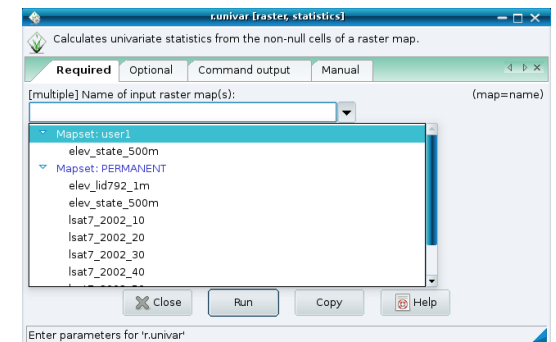 r.univar [raster, statistics]
Calculates univariate statistics from the non-null cells of a raster map.
Required Optional Command output Manual
[multiple] Name of input raster map(s): (map=name)
Mapset: user1
elev_state_500m
Mapset: PERMANENT
elev_lid792_1m
elev_state_500m
lsat7_2002_10
lsat7_2002_20
lsat7_2002_30
lsat7_2002_40
Close Run Copy Help
Enter parameters for 'r.univar'